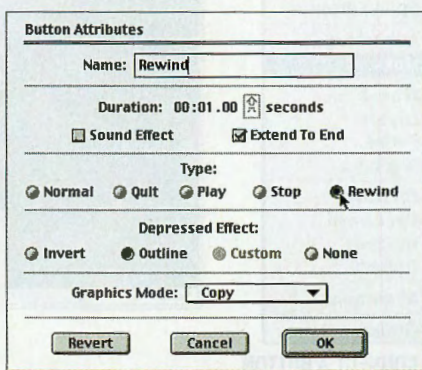 Button Attributes
Name: Rewind
Duration: 00:01.00 seconds
Sound Effect Extend To End
Type:
Normal Quit Play Stop Rewind
Depressed Effect:
Invert Outline Custom None
Graphics Mode: Copy
Revert Cancel OK